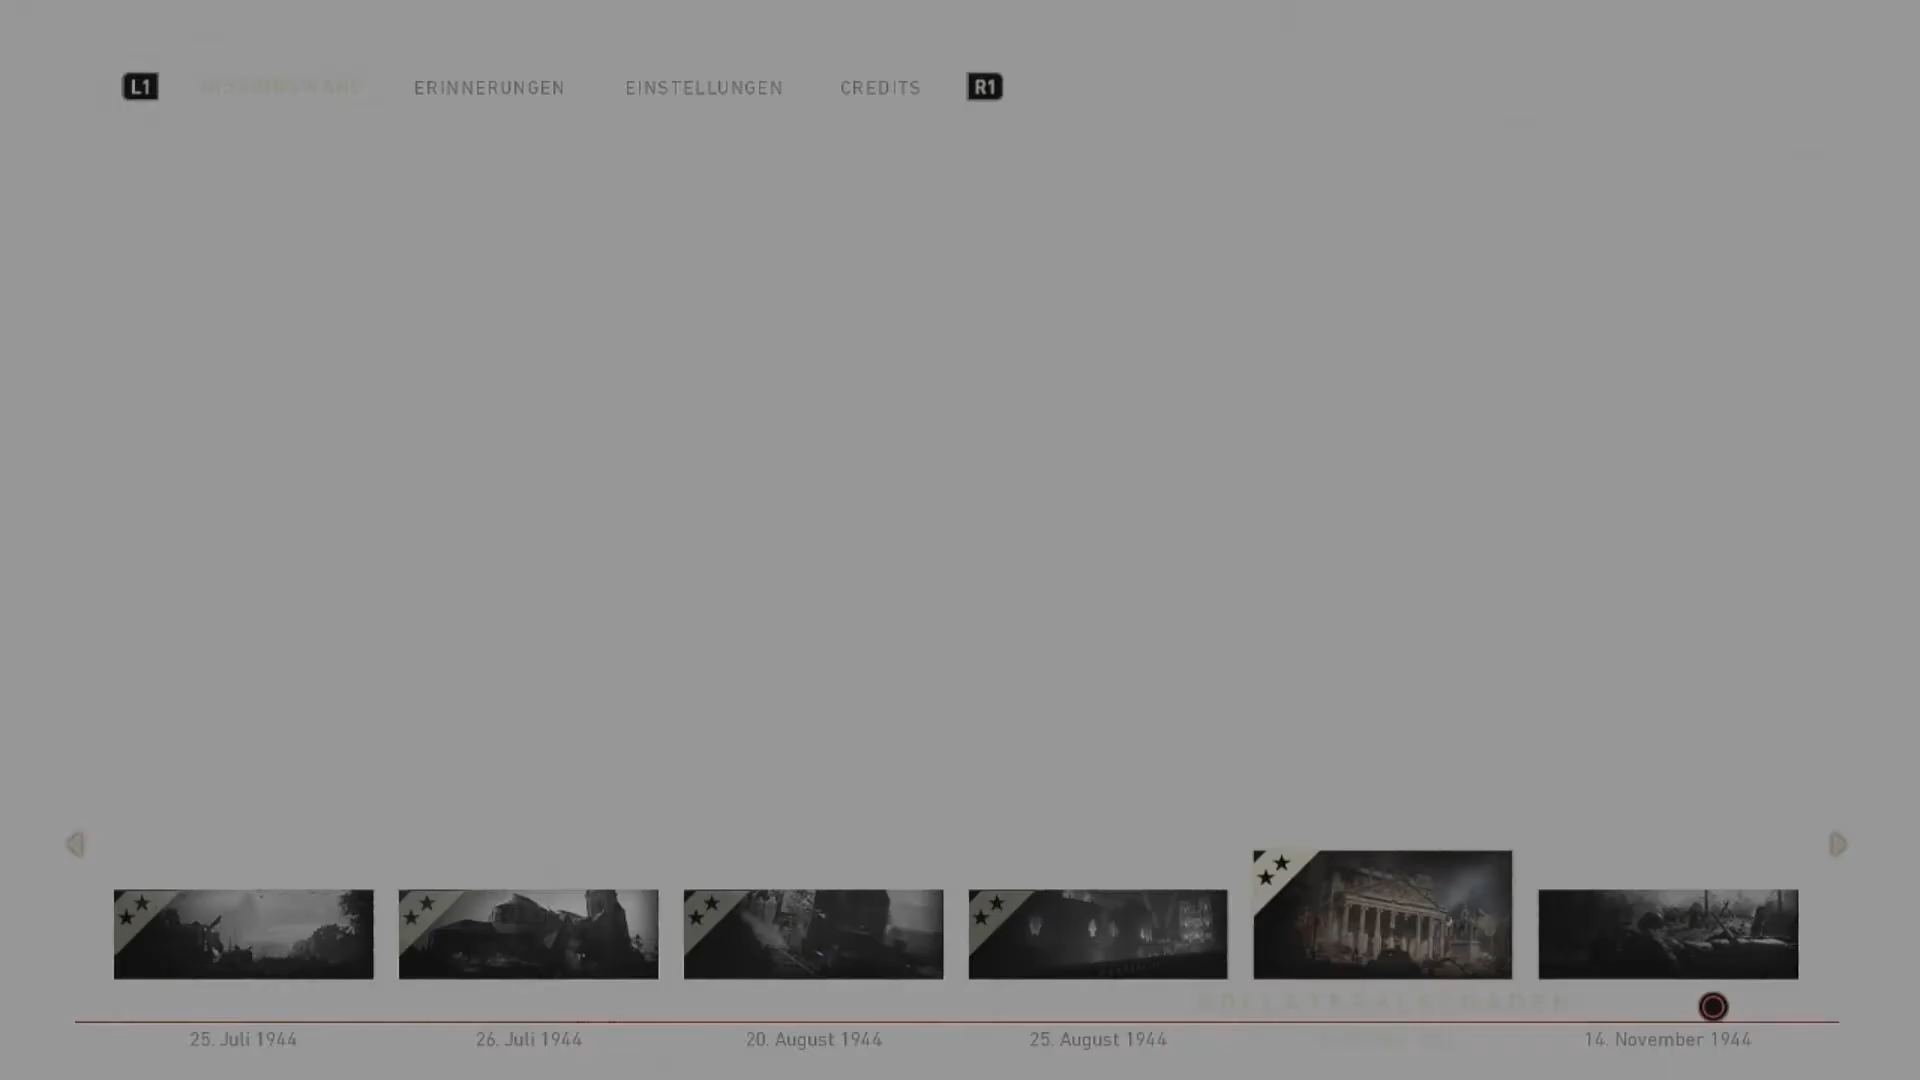 L1 ERINNERUNGEN EINSTELLUNGEN CREDITS R1
KOLLATERALSCHADEN
25. Juli 1944 26. Juli 1944 20. August 1944 25. August 1944 14. November 1944